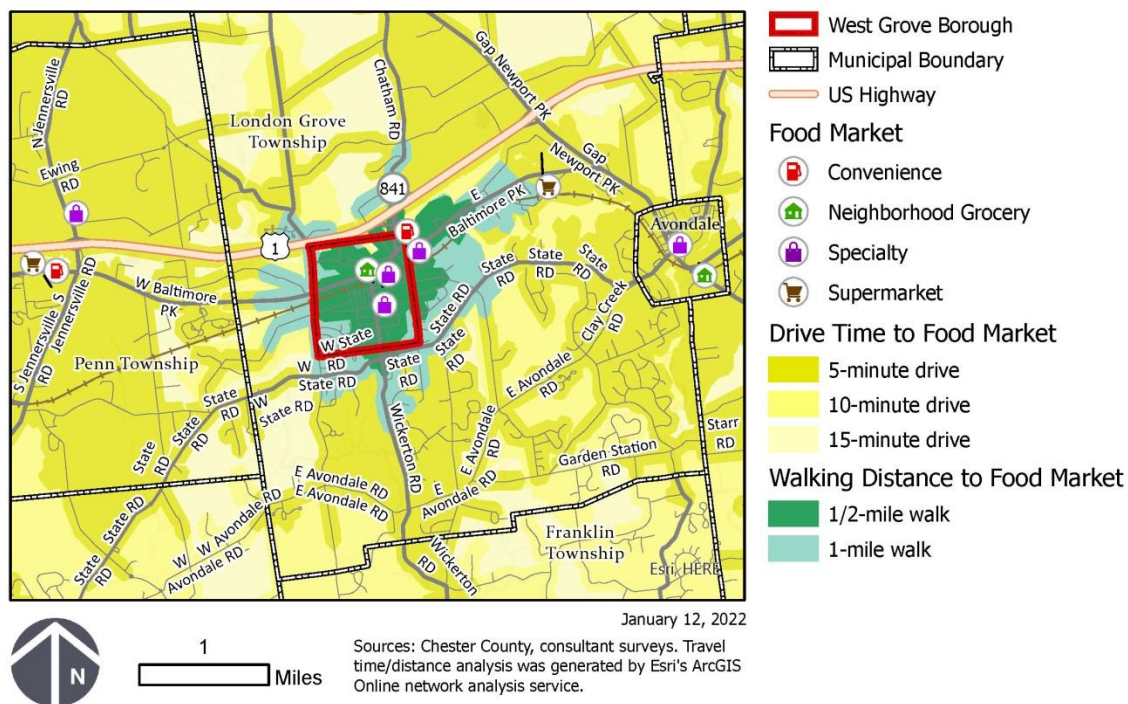 N Jennersville
RD
Ewing
RD
London Grove
Township
Chatham RD
Gap Newport PK
Gap
Newport PK
841
E
Baltimore PK
1
Avondale
W Baltimore
PK
S Jennersville
RD
S
Jennersville RD
Penn Township
W State
RD
W
State RD
State
RD
State RD
State
RD
State
RD
State
RD
State
RD
Clay Creek
RD
W
State RD
State
RD
State
RD
State RD
State
RD
Wickerton RD
E Avondale
RD
E Avondale
RD
E Avondale RD
E Avondale RD
E
Avondale RD
Garden Station
RD
Starr
RD
W Avondale RD
W
Avondale RD
Franklin
Township
Wickerton
RD
Esri, HERE
West Grove Borough
Municipal Boundary
US Highway
Food Market
Convenience
Neighborhood Grocery
Specialty
Supermarket
Drive Time to Food Market
5-minute drive
10-minute drive
15-minute drive
Walking Distance to Food Market
1/2-mile walk
1-mile walk
January 12, 2022
N
1
Miles
Sources: Chester County, consultant surveys. Travel
time/distance analysis was generated by Esri's ArcGIS
Online network analysis service.